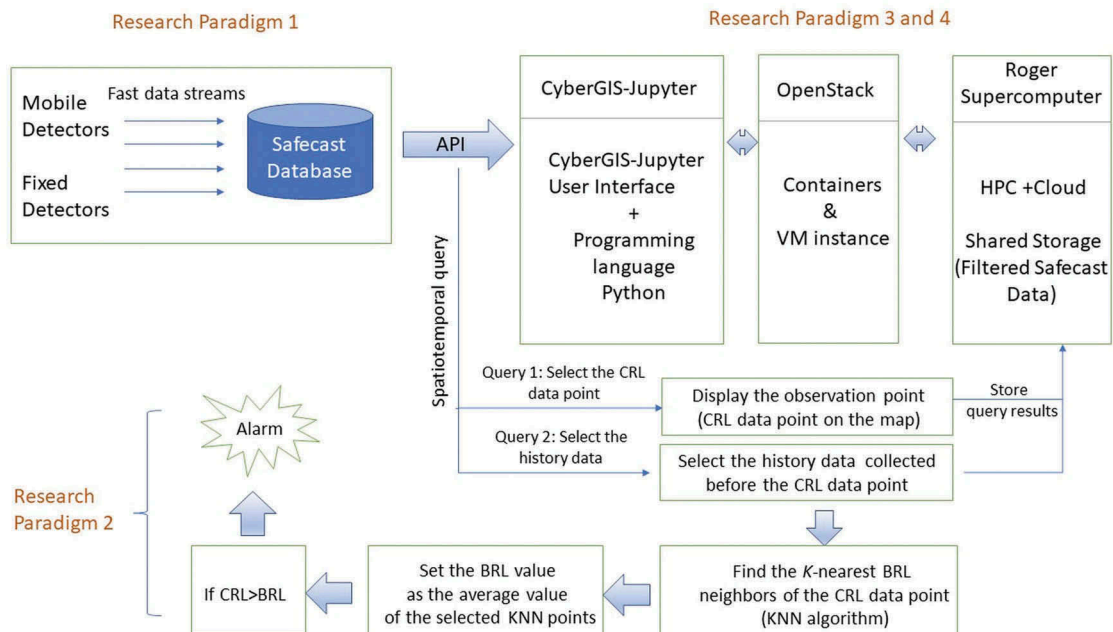 Research Paradigm 1
Mobile
Detectors
Fixed
Detectors
Fast data streams
Safecast
Database
API
Research Paradigm 3 and 4
CyberGIS-Jupyter
CyberGIS-Jupyter
User Interface
+
Programming
language
Python
OpenStack
Containers
&
VM instance
Roger
Supercomputer
HPC +Cloud
Shared Storage
(Filtered Safecast
Data)
Spatiotemporal query
Query 1: Select the CRL
data point
Display the observation point
(CRL data point on the map)
Store
query results
Query 2: Select the
history data
Select the history data collected
before the CRL data point
Find the K-nearest BRL
neighbors of the CRL data point
(KNN algorithm)
Set the BRL value
as the average value
of the selected KNN points
If CRL>BRL
Alarm
Research
Paradigm 2